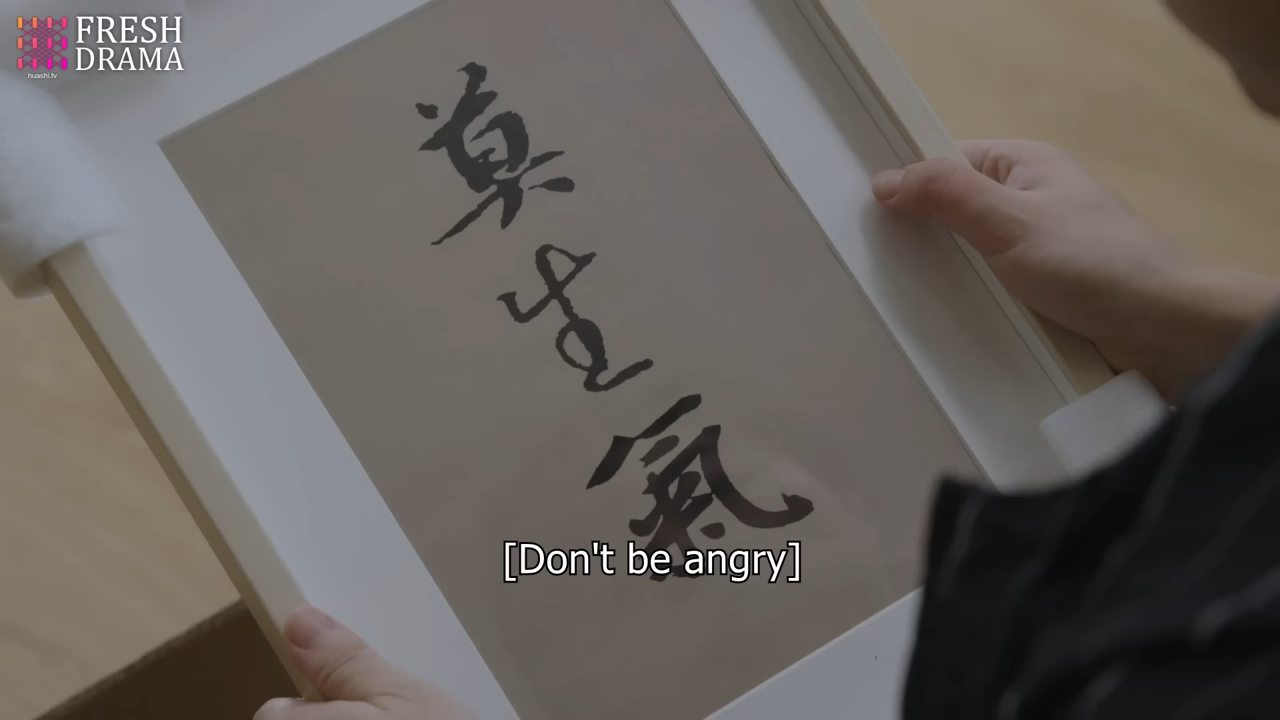 FRESH
DRAMA
huashi.tv
莫
生
氣
[Don't be angry]